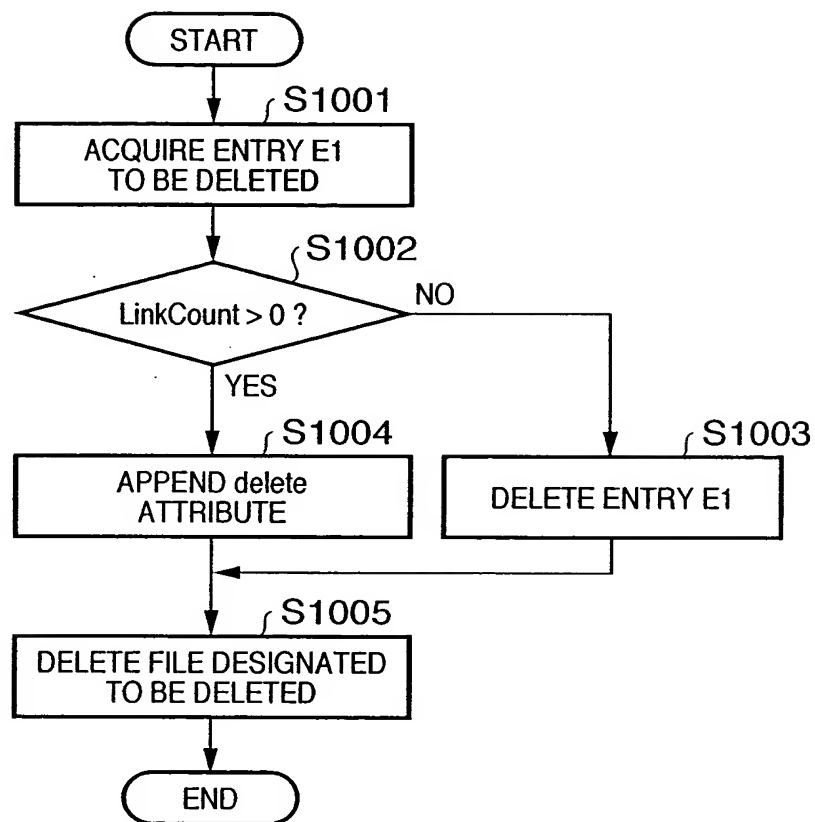 START
S1001
ACQUIRE ENTRY E1
TO BE DELETED
S1002
LinkCount > 0 ?
NO
YES
S1004
APPEND delete
ATTRIBUTE
S1003
DELETE ENTRY E1
S1005
DELETE FILE DESIGNATED
TO BE DELETED
END